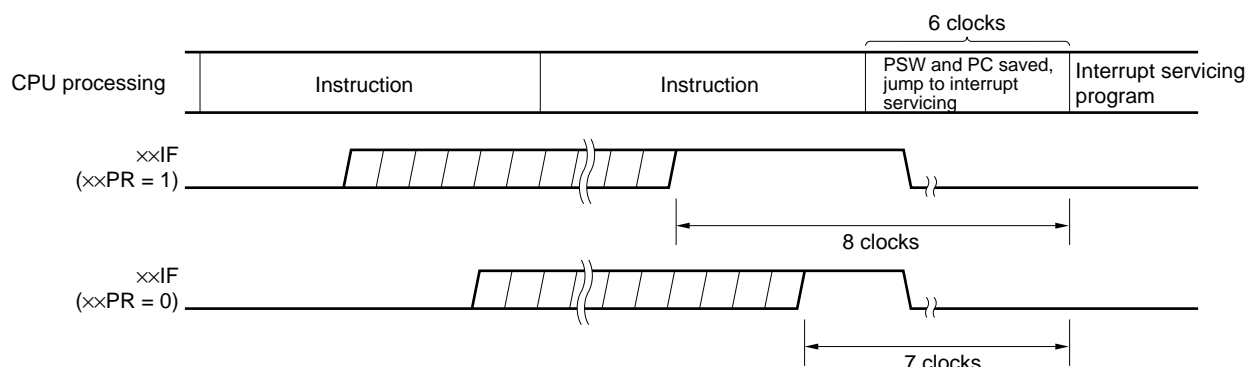 6 clocks
CPU processing
Instruction
Instruction
PSW and PC saved,
jump to interrupt
servicing
Interrupt servicing
program
××IF
(××PR = 1)
8 clocks
××IF
(××PR = 0)
7 clocks